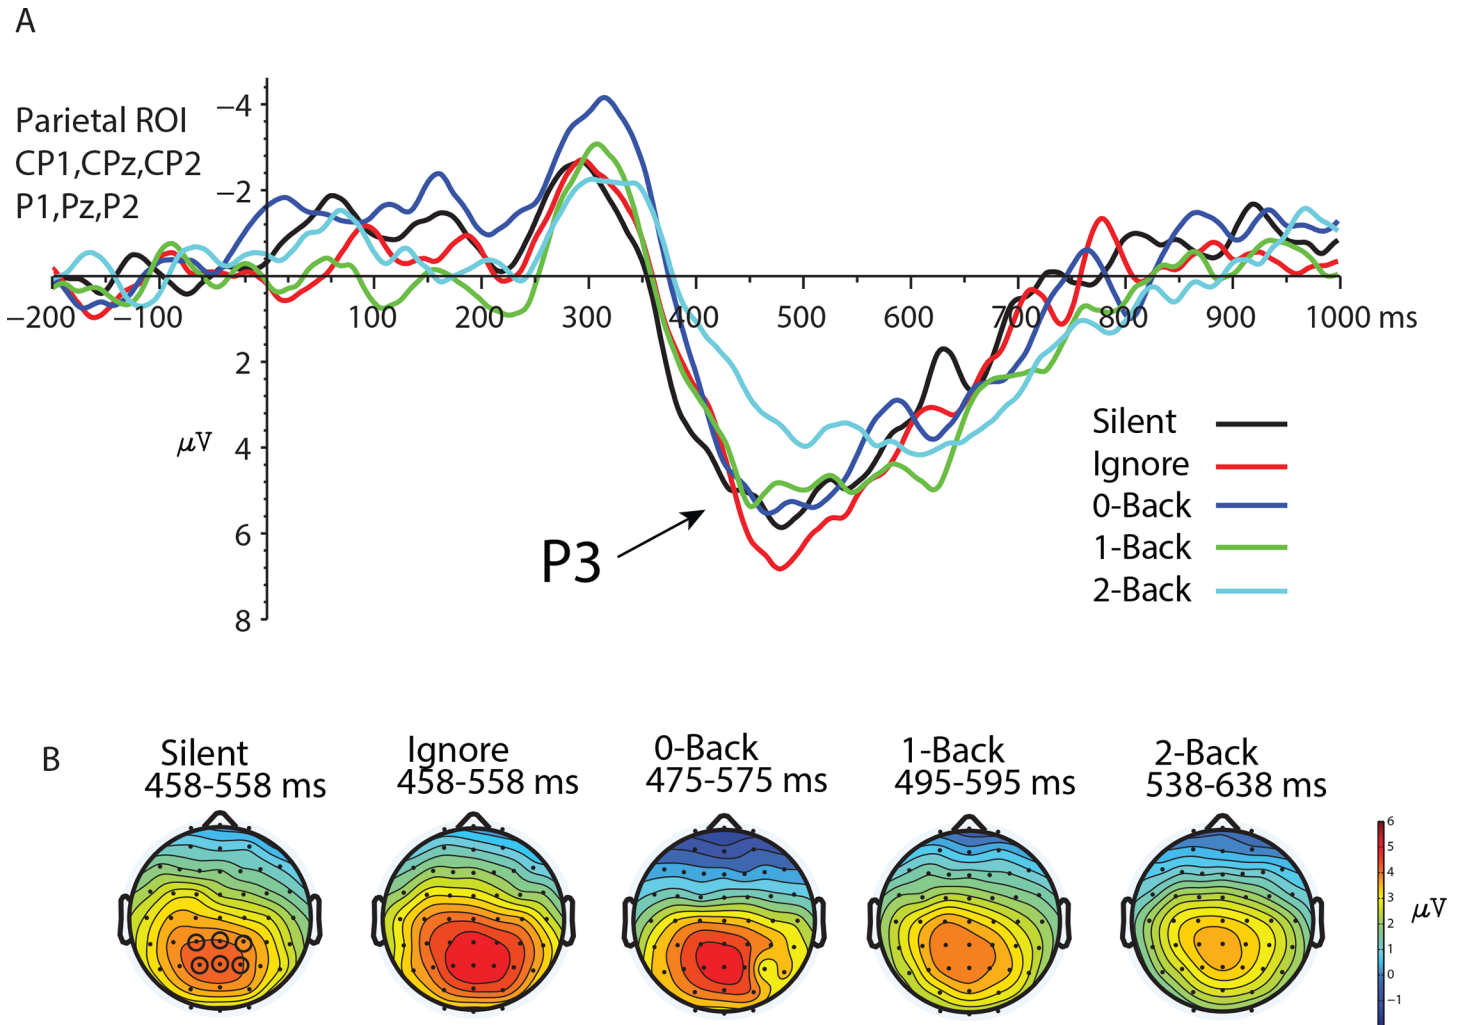 A
Parietal ROI
CP1,CPz,CP2
P1,Pz,P2
−4
−2
2
4
6
8
μV
−200 −100 100 200 300 400 500 600 700 800 900 1000 ms
P3
Silent
Ignore
0-Back
1-Back
2-Back
B
Silent
458-558 ms
Ignore
458-558 ms
0-Back
475-575 ms
1-Back
495-595 ms
2-Back
538-638 ms
6
5
4
3
2
1
0
−1
μV